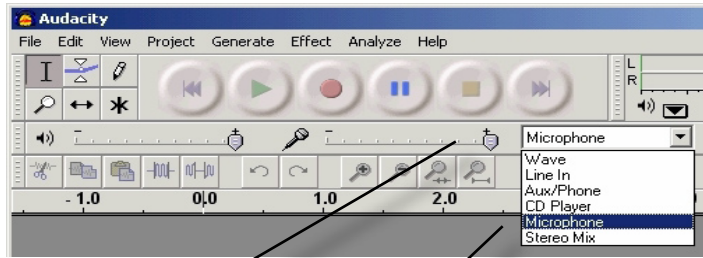 Audacity
File Edit View Project Generate Effect Analyze Help
L
R
Microphone
Wave
Line In
Aux/Phone
CD Player
Microphone
Stereo Mix
- 1.0 0.0 1.0 2.0